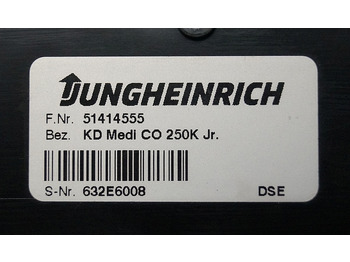 JUNGHEINRICH
F.Nr. 51414555
Bez. KD Medi CO 250K Jr.
S-Nr. 632E6008 DSE